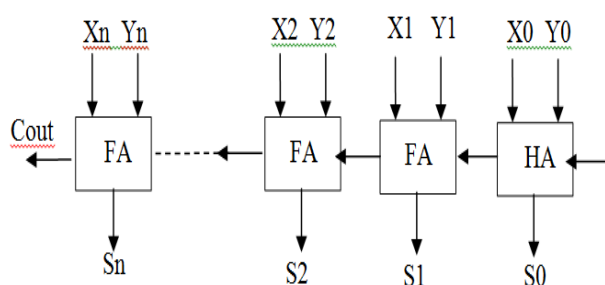 Xn Yn X2 Y2 X1 Y1 X0 Y0
Cout
FA FA FA HA
Sn S2 S1 S0